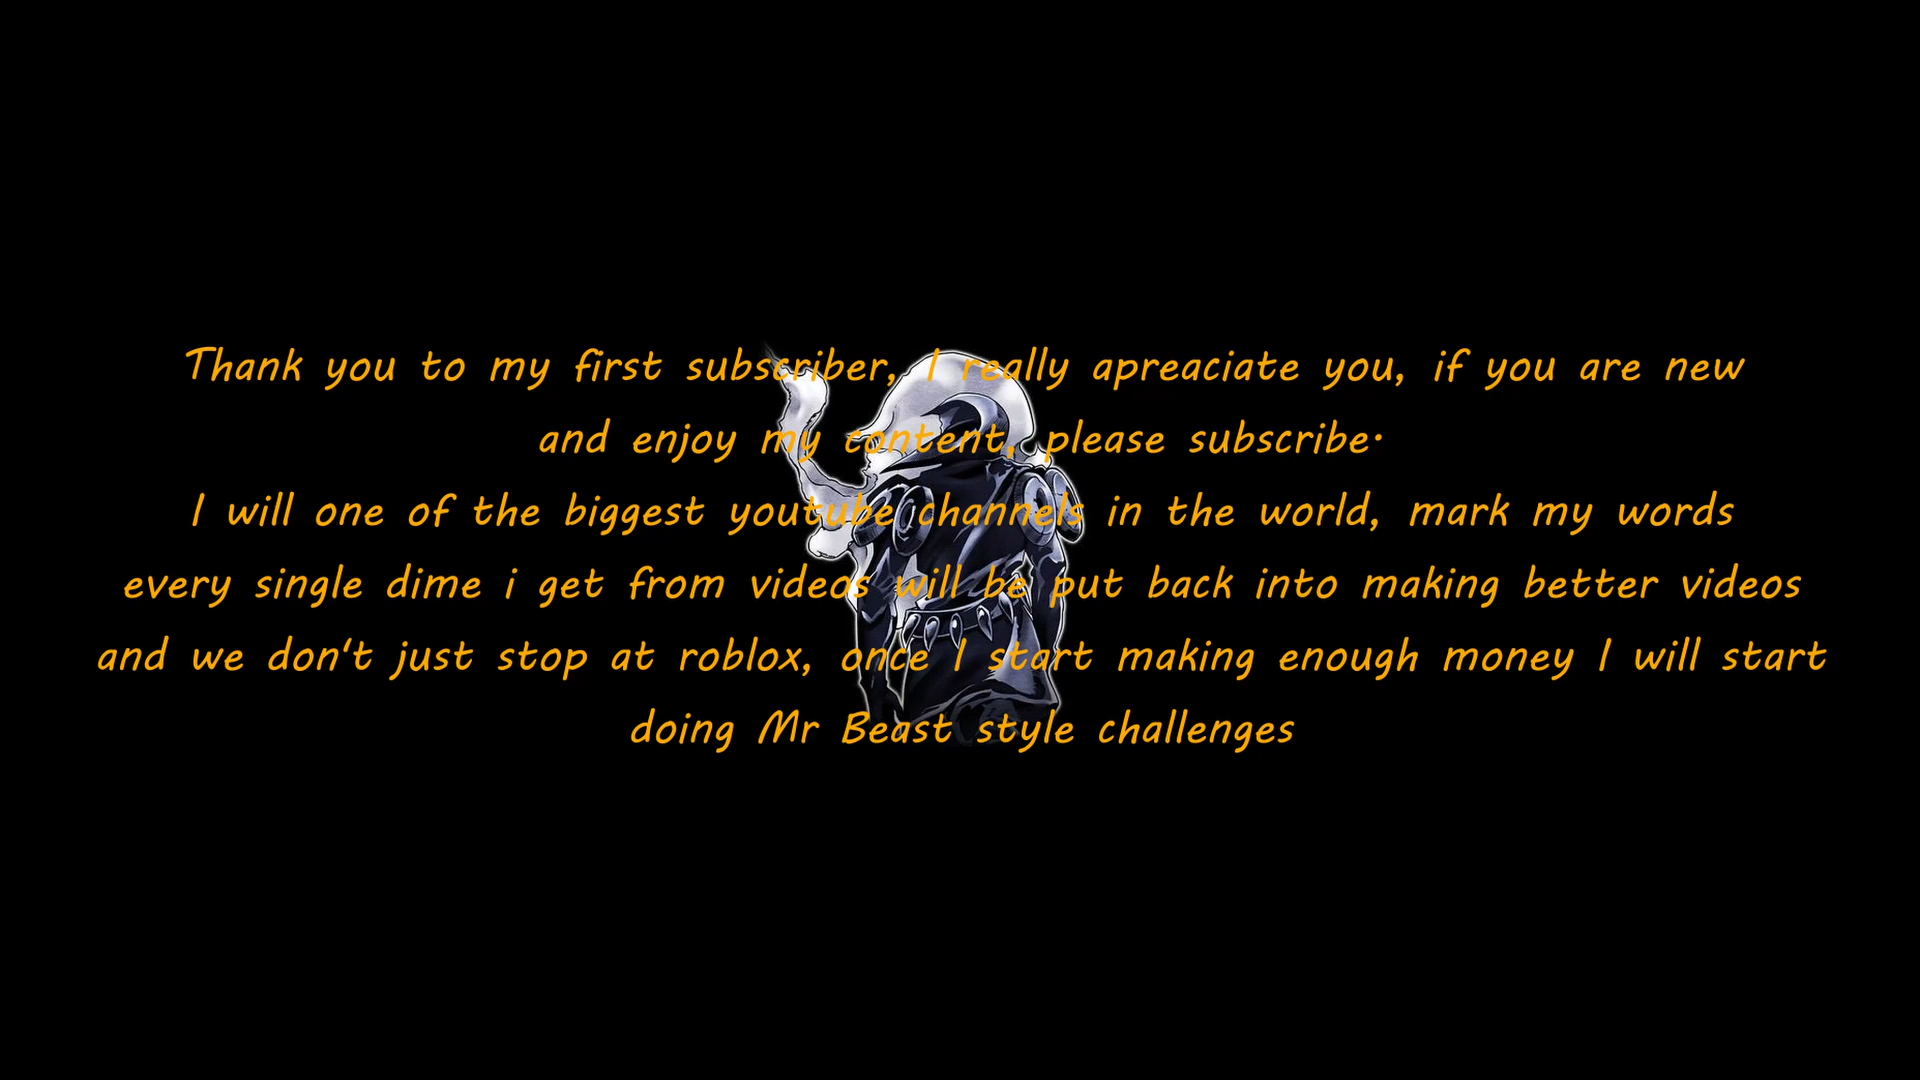 Thank you to my first subscriber, I really apreaciate you, if you are new
and enjoy my content, please subscribe.
I will one of the biggest youtube channels in the world, mark my words
every single dime i get from videos will be put back into making better videos
and we don't just stop at roblox, once I start making enough money I will start
doing Mr Beast style challenges